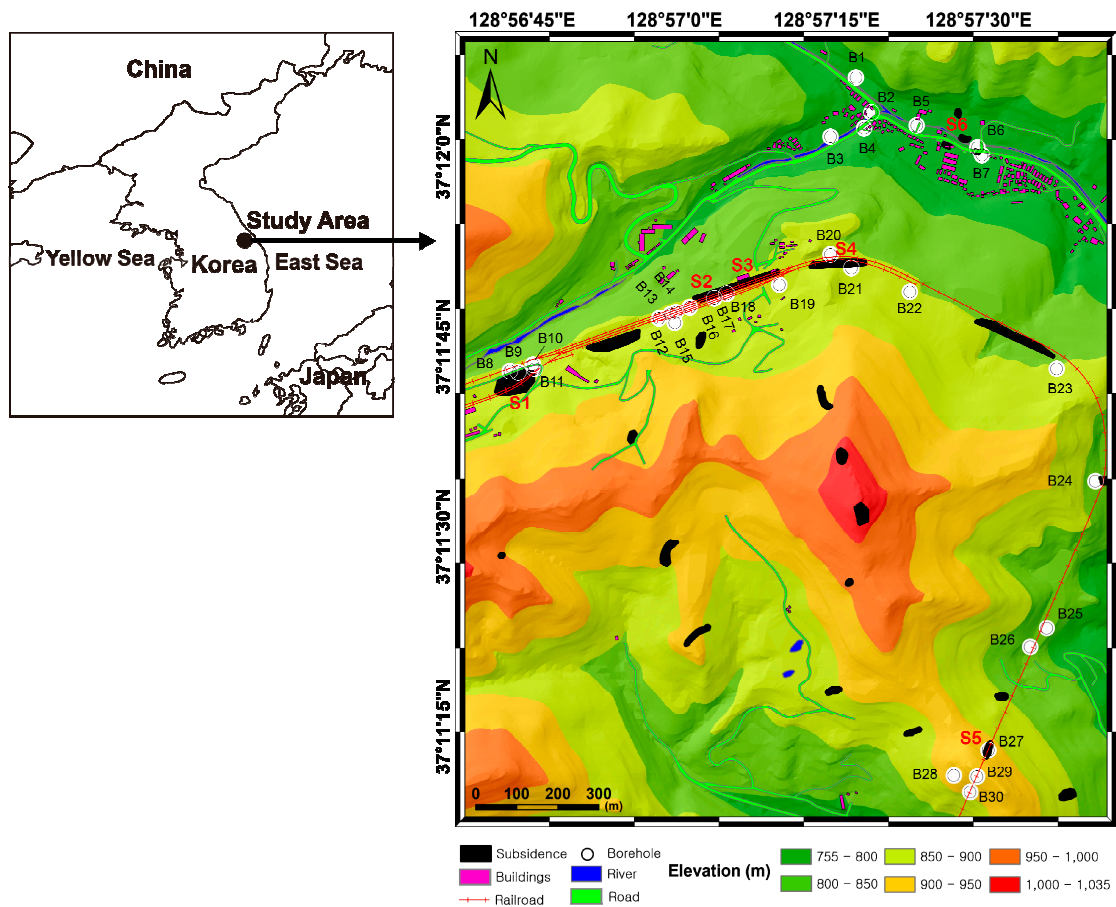 China
Study Area
Yellow Sea
Korea
East Sea
Japan
128°56'45"E
128°57'0"E
128°57'15"E
128°57'30"E
37°12'0"N
37°11'45"N
37°11'30"N
37°11'15"N
N
B1
B2
B5
S6
B6
B3
B4
B7
B20
S4
B21
B22
S3
S2
B14
B13
B19
B18
B17
B16
B12
B15
B10
B9
B8
B11
S1
B23
B24
B25
B26
S5
B27
B28
B29
B30
0 100 200 300
(m)
Subsidence
Borehole
Buildings
River
Railroad
Road
Elevation (m)
755 - 800
850 - 900
950 - 1,000
800 - 850
900 - 950
1,000 - 1,035